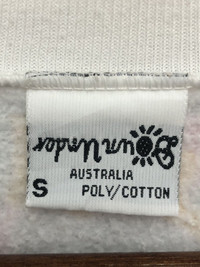 Down Under
AUSTRALIA
POLY/COTTON
S